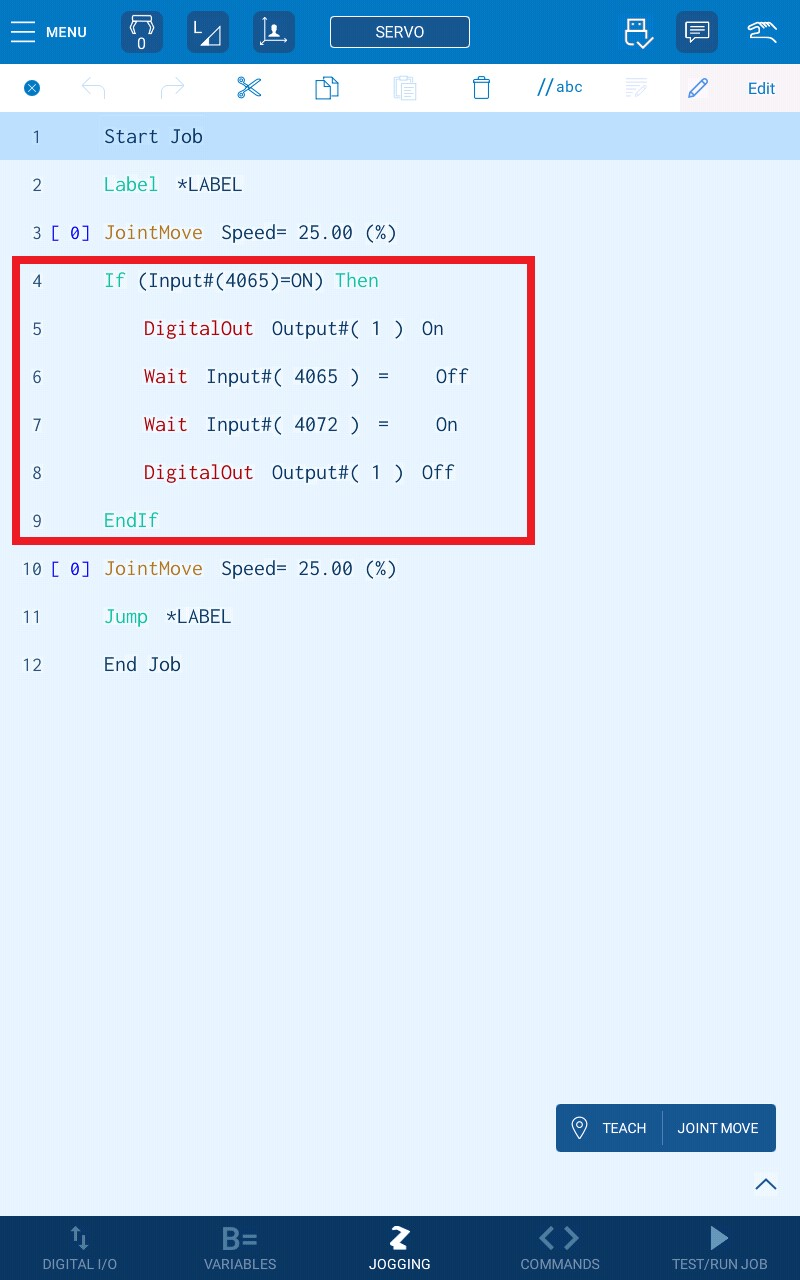 MENU 0 L SERVO
//abc Edit
1 Start Job
2 Label *LABEL
3 [ 0] JointMove Speed= 25.00 (%)
4 If (Input#(4065)=ON) Then
5 DigitalOut Output#( 1 ) On
6 Wait Input#( 4065 ) = Off
7 Wait Input#( 4072 ) = On
8 DigitalOut Output#( 1 ) Off
9 EndIf
10 [ 0] JointMove Speed= 25.00 (%)
11 Jump *LABEL
12 End Job
TEACH JOINT MOVE
B=
DIGITAL I/O VARIABLES JOGGING COMMANDS TEST/RUN JOB